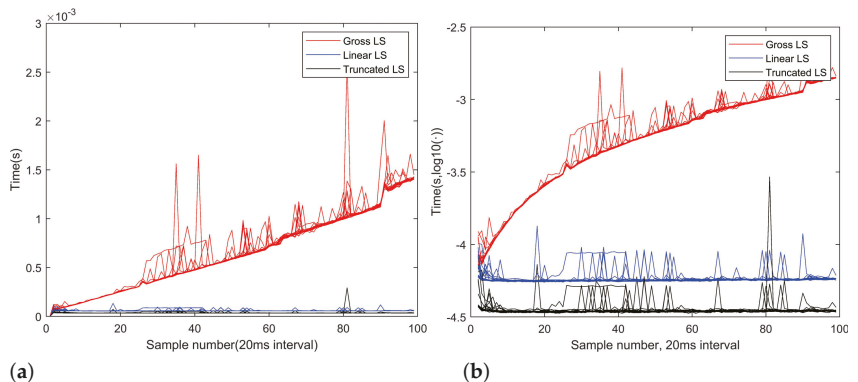 ×10⁻³
3
2.5
2
1.5
1
0.5
0
0
20
40
60
80
100
Time(s)
Sample number(20ms interval)
Gross LS
Linear LS
Truncated LS
(a)
-2.5
-3
-3.5
-4
-4.5
0
20
40
60
80
100
Time(s,log10(·))
Sample number, 20ms interval
Gross LS
Linear LS
Truncated LS
(b)